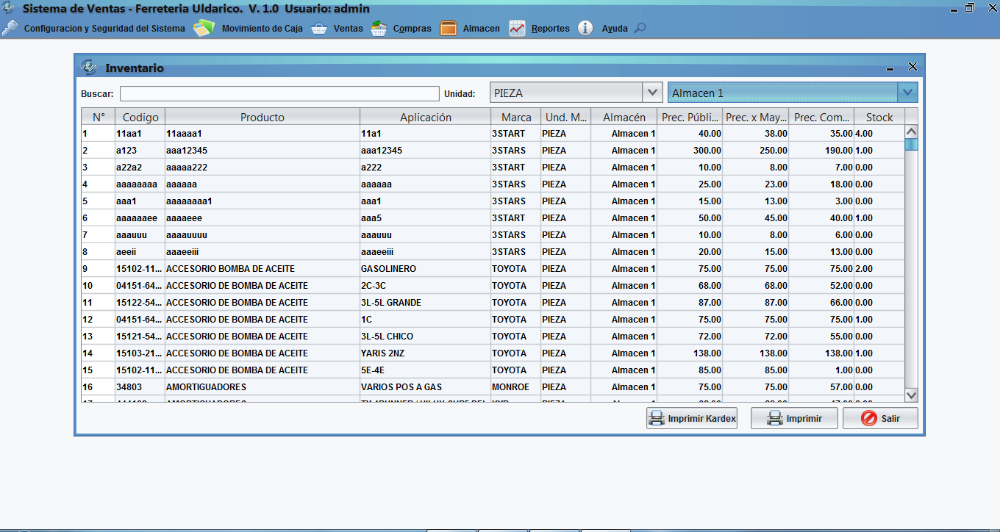 Sistema de Ventas - Ferreteria Uldarico. V. 1.0 Usuario: admin
Configuracion y Seguridad del Sistema Movimiento de Caja Ventas Compras Almacen Reportes Ayuda
Inventario
Buscar: Unidad: PIEZA Almacen 1
N° Codigo Producto Aplicación Marca Und. M... Almacén Prec. Públi... Prec. x May... Prec. Com... Stock
1 11aa1 11aaaa1 11a1 3START PIEZA Almacen 1 40.00 38.00 35.00 4.00
2 a123 aaa12345 aaa12345 3STARS PIEZA Almacen 1 300.00 250.00 190.00 1.00
3 a22a2 aaaaa222 a222 3START PIEZA Almacen 1 10.00 8.00 7.00 0.00
4 aaaaaaaa aaaaaa aaaaaa 3STARS PIEZA Almacen 1 25.00 23.00 18.00 0.00
5 aaa1 aaaaaaaa1 aaa1 3STARS PIEZA Almacen 1 15.00 13.00 3.00 0.00
6 aaaaaaee aaaaeee aaa5 3START PIEZA Almacen 1 50.00 45.00 40.00 1.00
7 aaauuu aaaauuuu aaauuu 3STARS PIEZA Almacen 1 10.00 8.00 6.00 0.00
8 aeeii aaaeeiii aaaeeiii 3STARS PIEZA Almacen 1 20.00 15.00 13.00 0.00
9 15102-11... ACCESORIO BOMBA DE ACEITE GASOLINERO TOYOTA PIEZA Almacen 1 75.00 75.00 75.00 2.00
10 04151-64... ACCESORIO DE BOMBA DE ACEITE 2C-3C TOYOTA PIEZA Almacen 1 68.00 68.00 52.00 0.00
11 15122-54... ACCESORIO DE BOMBA DE ACEITE 3L-5L GRANDE TOYOTA PIEZA Almacen 1 87.00 87.00 66.00 0.00
12 04151-64... ACCESORIO DE BOMBA DE ACEITE 1C TOYOTA PIEZA Almacen 1 75.00 75.00 75.00 1.00
13 15121-54... ACCESORIO DE BOMBA DE ACEITE 3L-5L CHICO TOYOTA PIEZA Almacen 1 72.00 72.00 55.00 0.00
14 15103-21... ACCESORIO DE BOMBA DE ACEITE YARIS 2NZ TOYOTA PIEZA Almacen 1 138.00 138.00 138.00 1.00
15 15102-11... ACCESORIO DE BOMBA DE ACEITE 5E-4E TOYOTA PIEZA Almacen 1 85.00 85.00 1.00 0.00
16 34803 AMORTIGUADORES VARIOS POS A GAS MONROE PIEZA Almacen 1 75.00 75.00 57.00 0.00
Imprimir Kardex Imprimir Salir